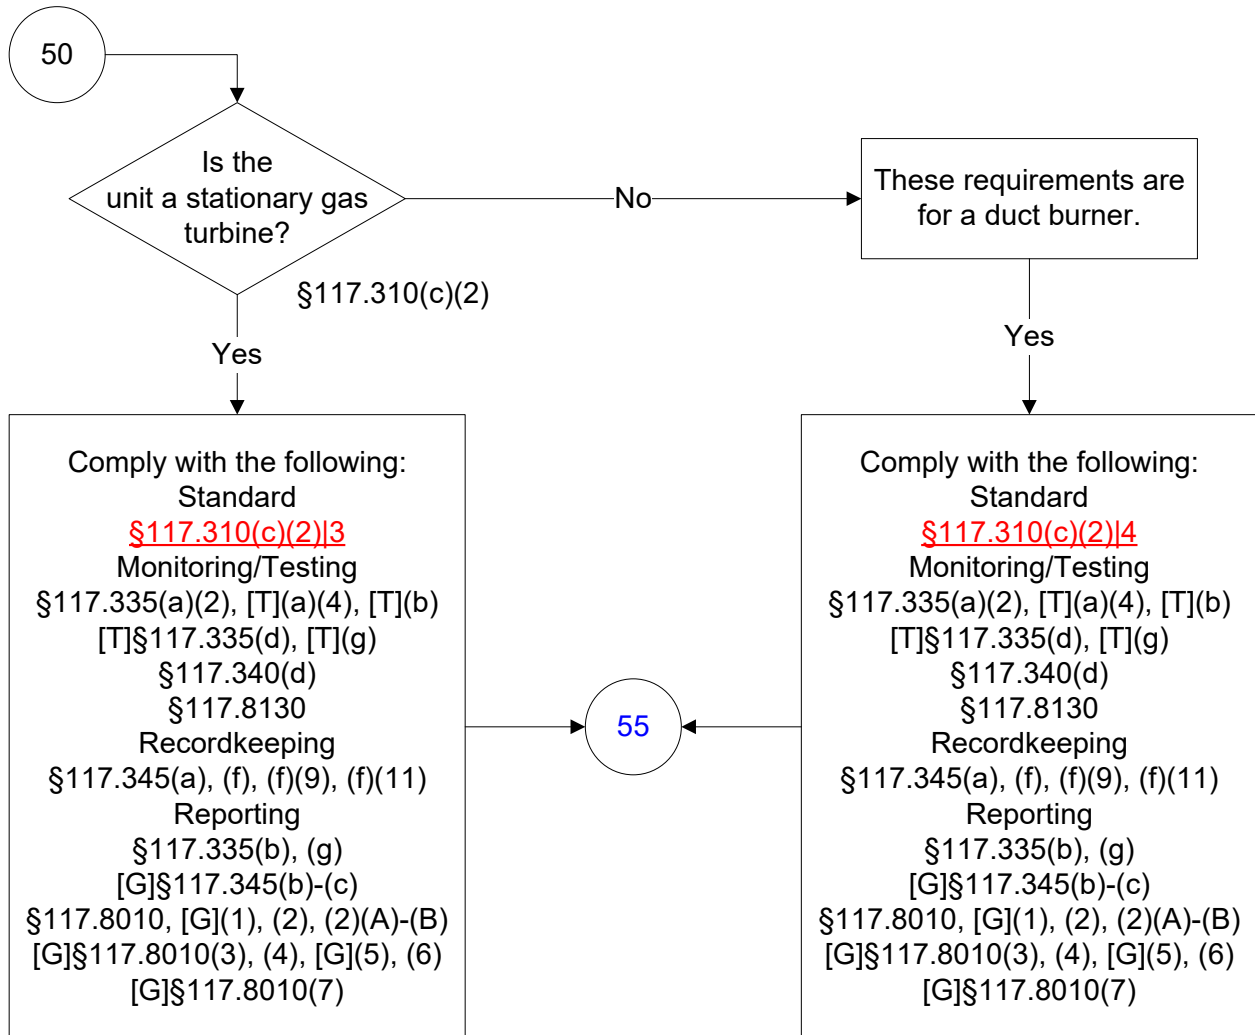 50
Is the
unit a stationary gas
turbine?
No
These requirements are
for a duct burner.
§117.310(c)(2)
Yes
Yes
Comply with the following:
Standard
§117.310(c)(2)|3
Monitoring/Testing
§117.335(a)(2), [T](a)(4), [T](b)
[T]§117.335(d), [T](g)
§117.340(d)
§117.8130
Recordkeeping
§117.345(a), (f), (f)(9), (f)(11)
Reporting
§117.335(b), (g)
[G]§117.345(b)-(c)
§117.8010, [G](1), (2), (2)(A)-(B)
[G]§117.8010(3), (4), [G](5), (6)
[G]§117.8010(7)
55
Comply with the following:
Standard
§117.310(c)(2)|4
Monitoring/Testing
§117.335(a)(2), [T](a)(4), [T](b)
[T]§117.335(d), [T](g)
§117.340(d)
§117.8130
Recordkeeping
§117.345(a), (f), (f)(9), (f)(11)
Reporting
§117.335(b), (g)
[G]§117.345(b)-(c)
§117.8010, [G](1), (2), (2)(A)-(B)
[G]§117.8010(3), (4), [G](5), (6)
[G]§117.8010(7)